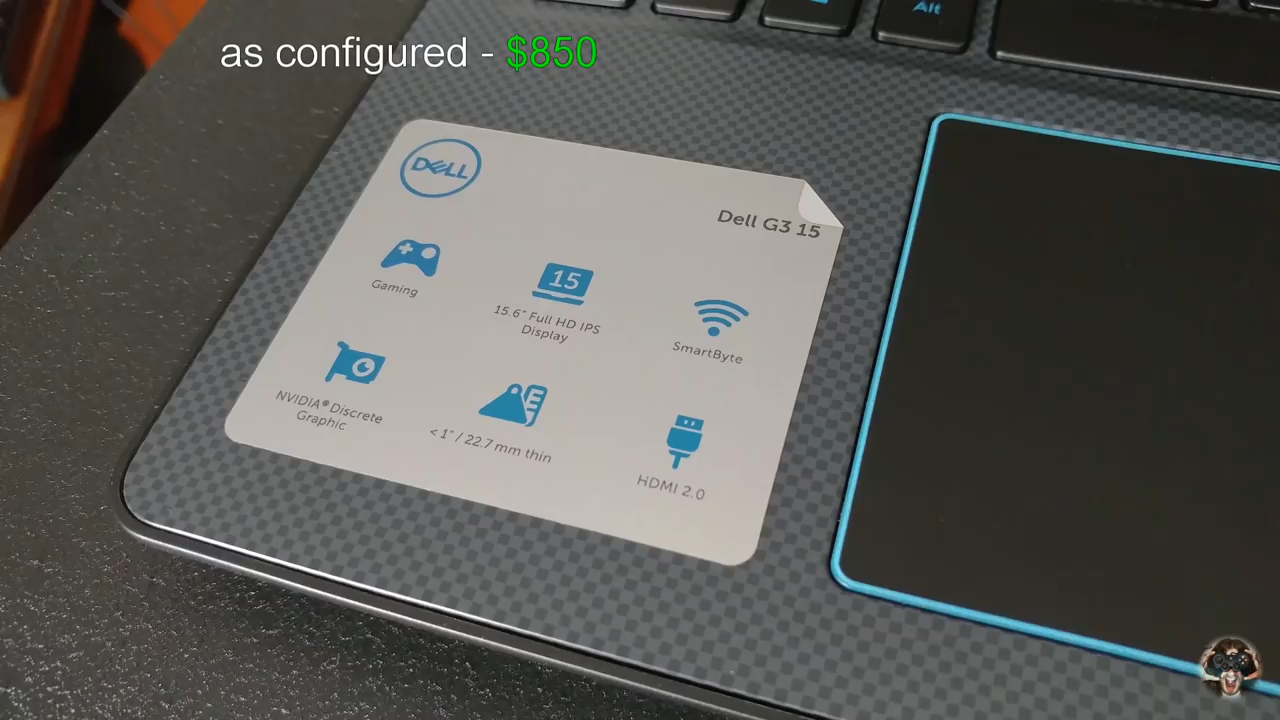 as configured - $850
Alt
DELL
Dell G3 15
Gaming
15
15.6" Full HD IPS
Display
SmartByte
NVIDIA® Discrete
Graphic
< 1" / 22.7 mm thin
HDMI 2.0